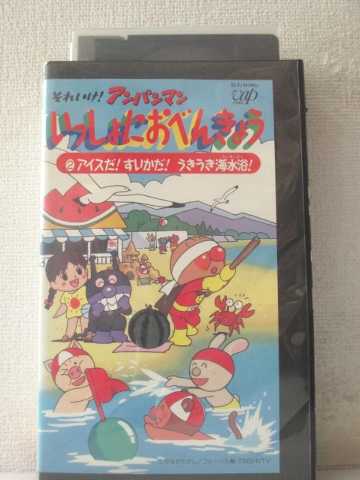 それいけ！アンパンマン
いっしょにおべんきょう
②アイスだ！すいかだ！うきうき海水浴！
vap